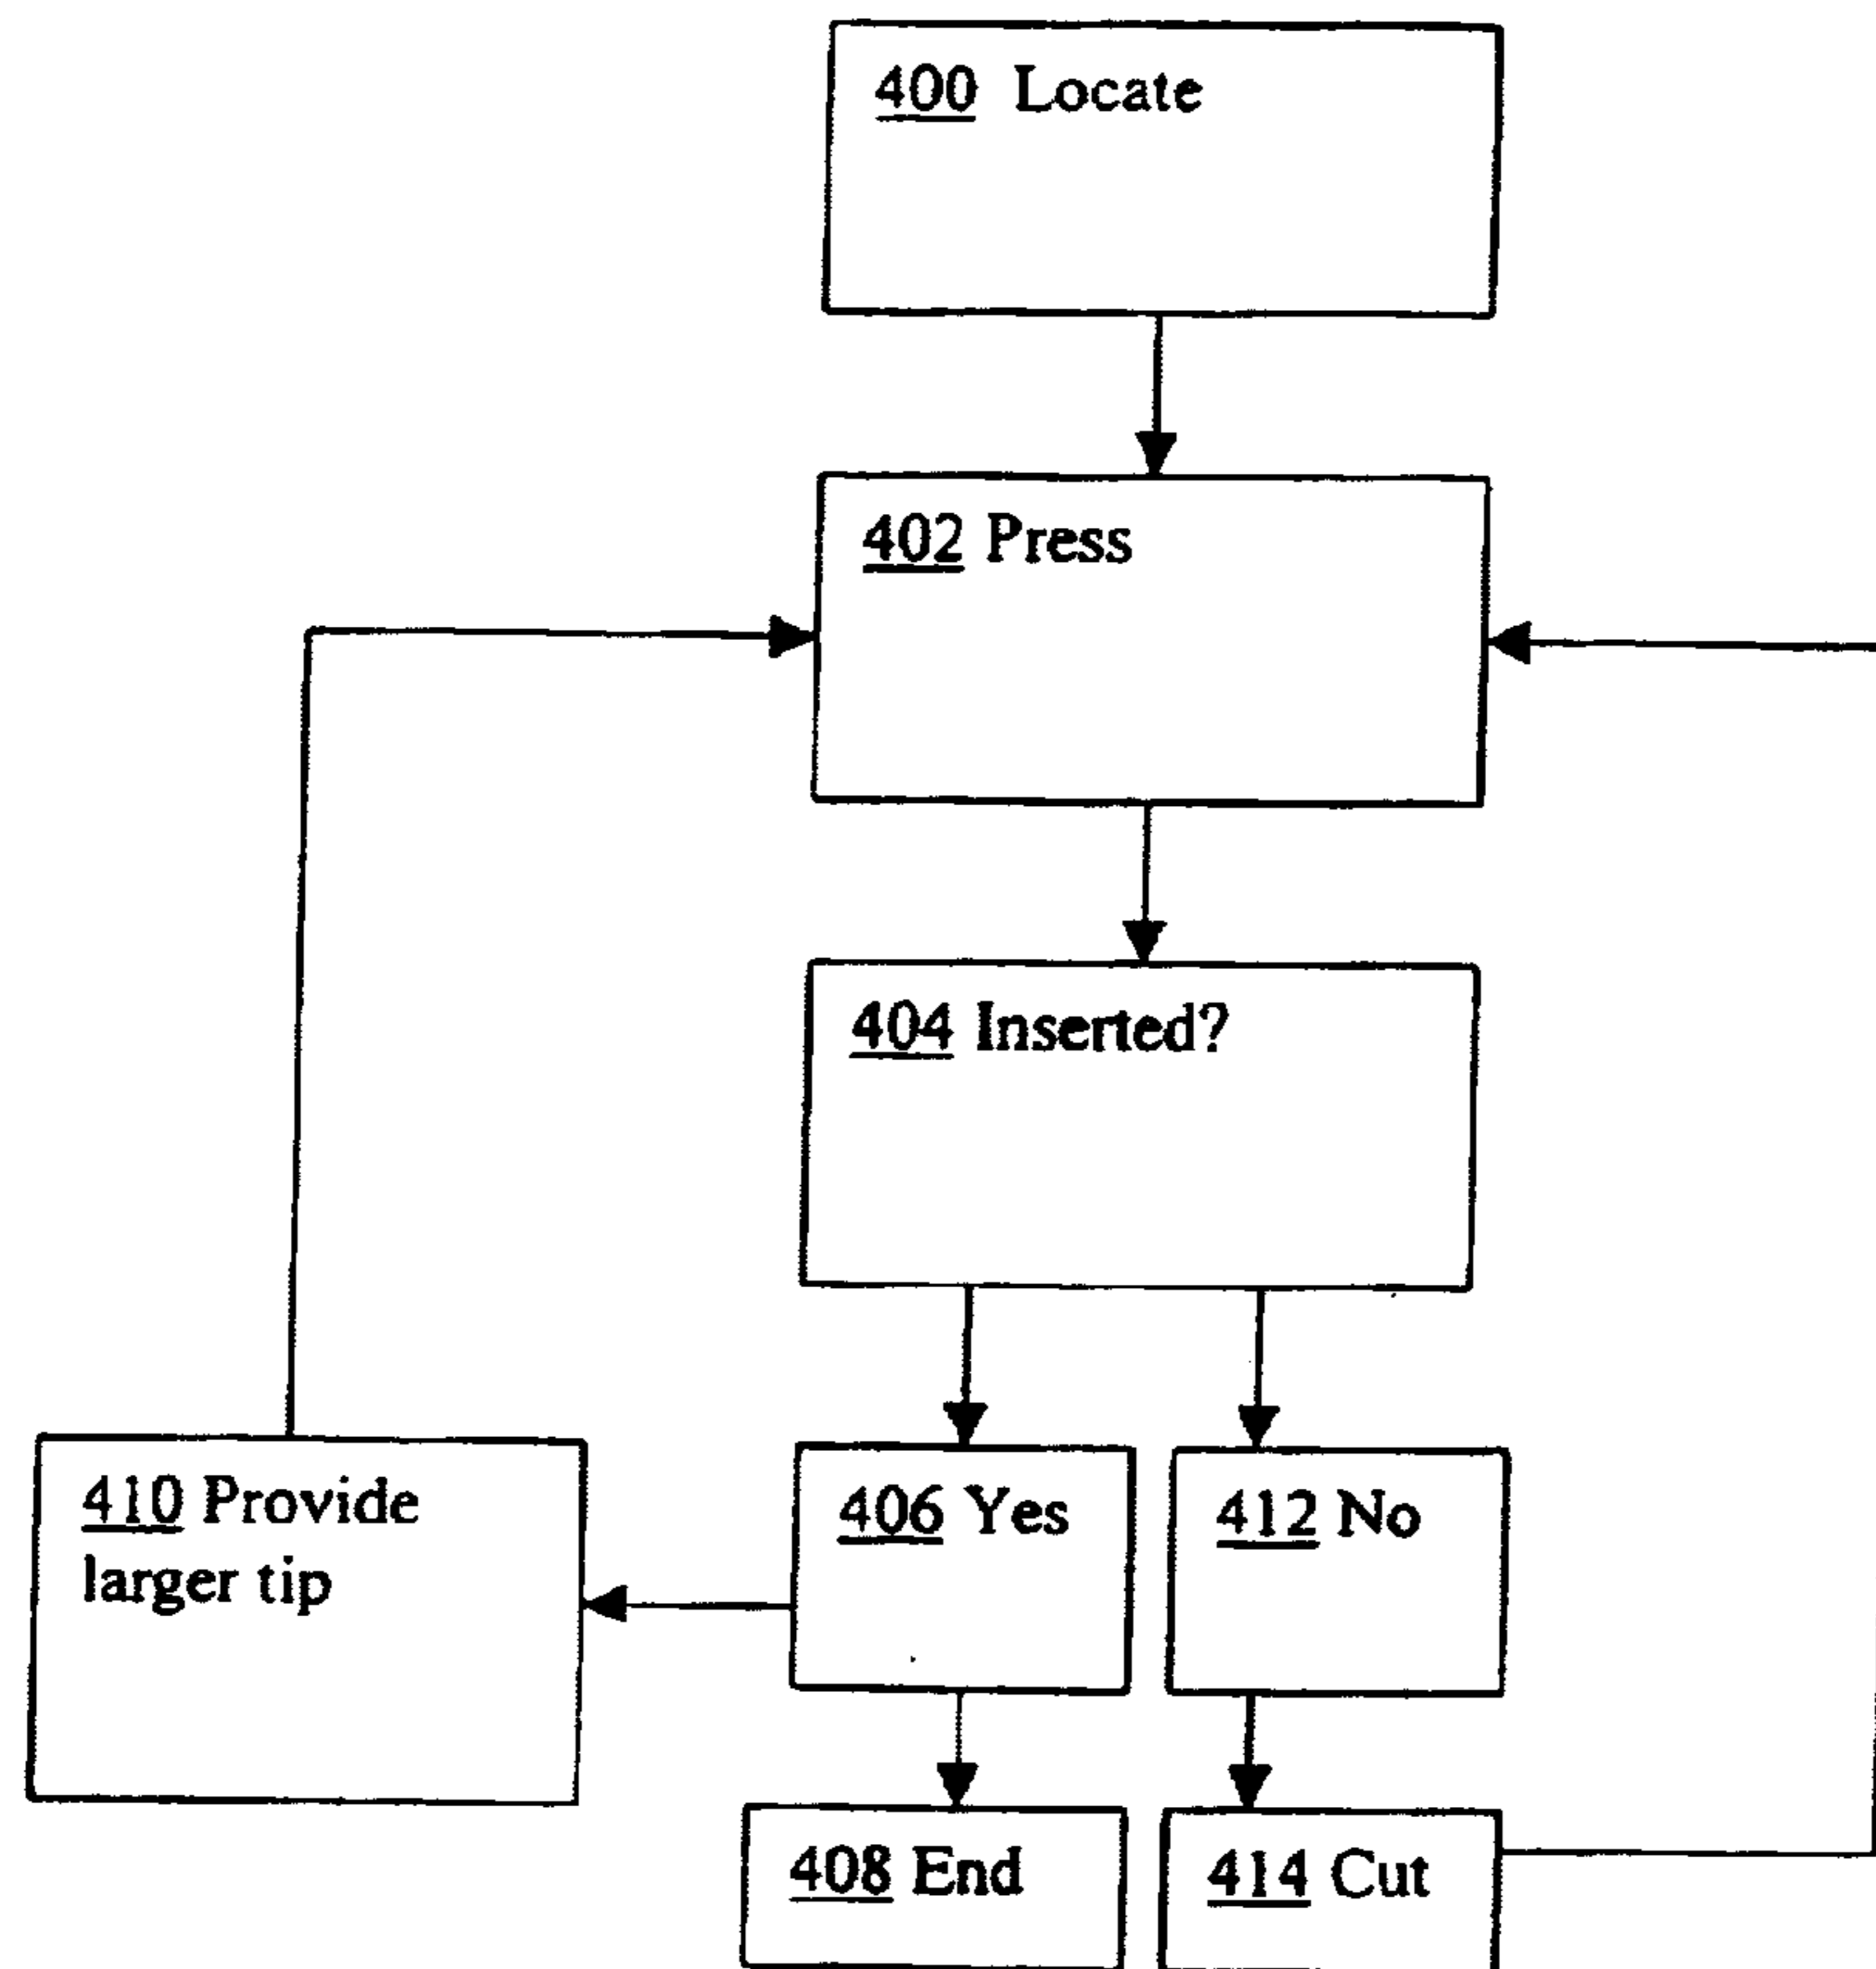 400 Locate
402 Press
404 Inserted?
410 Provide
larger tip
406 Yes
412 No
408 End
414 Cut